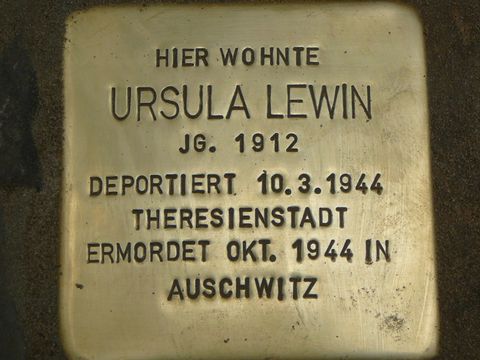 HIER WOHNTE
URSULA LEWIN
JG. 1912
DEPORTIERT 10.3.1944
THERESIENSTADT
ERMORDET OKT. 1944 IN
AUSCHWITZ